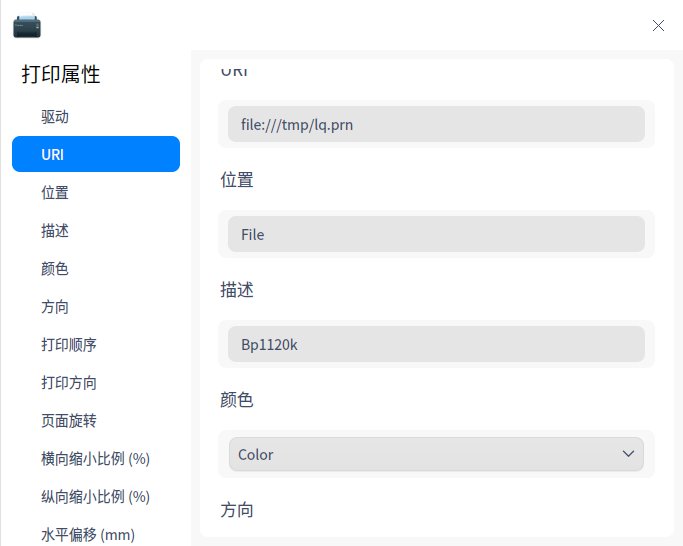 打印属性
驱动
URI
位置
描述
颜色
方向
打印顺序
打印方向
页面旋转
横向缩小比例 (%)
纵向缩小比例 (%)
水平偏移 (mm)
URI
file:///tmp/lq.prn
位置
File
描述
Bp1120k
颜色
Color
方向